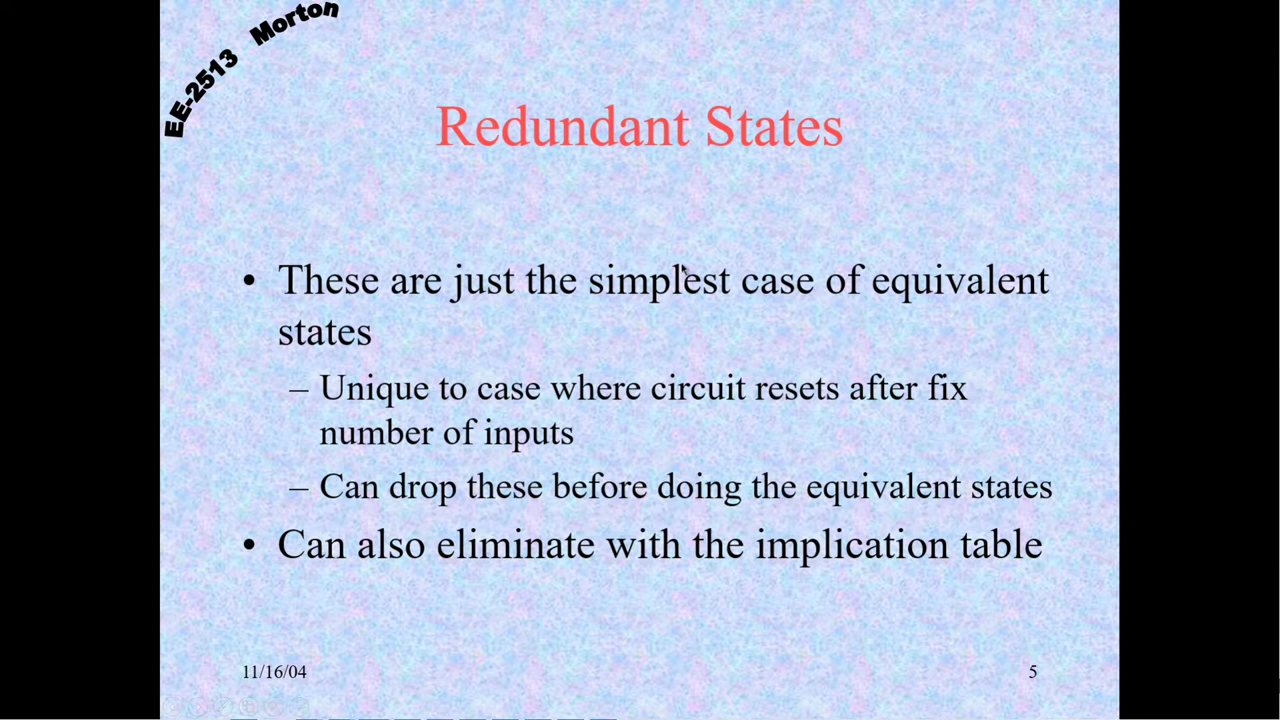 EE-2513 Morton
Redundant States
• These are just the simplest case of equivalent
states
– Unique to case where circuit resets after fix
number of inputs
– Can drop these before doing the equivalent states
• Can also eliminate with the implication table
11/16/04
5